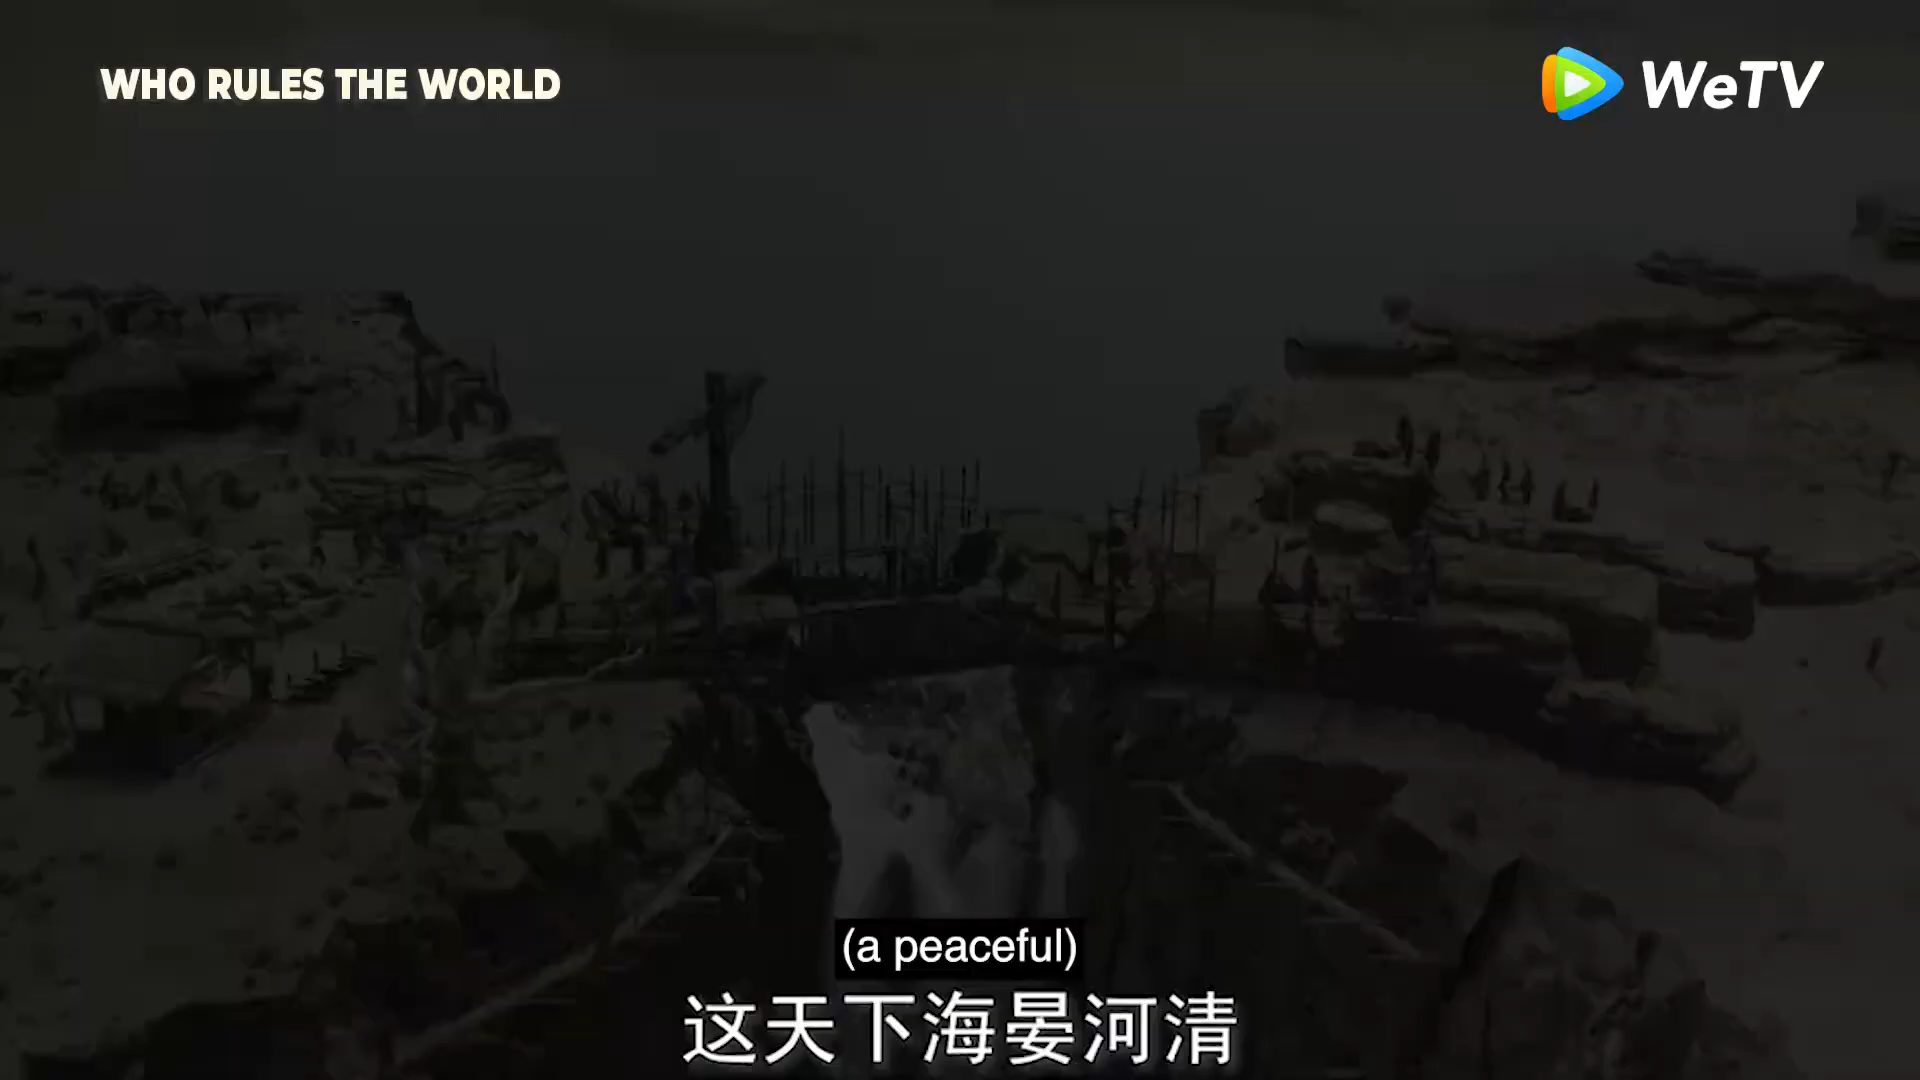 WHO RULES THE WORLD
WeTV
(a peaceful)
这天下海晏河清